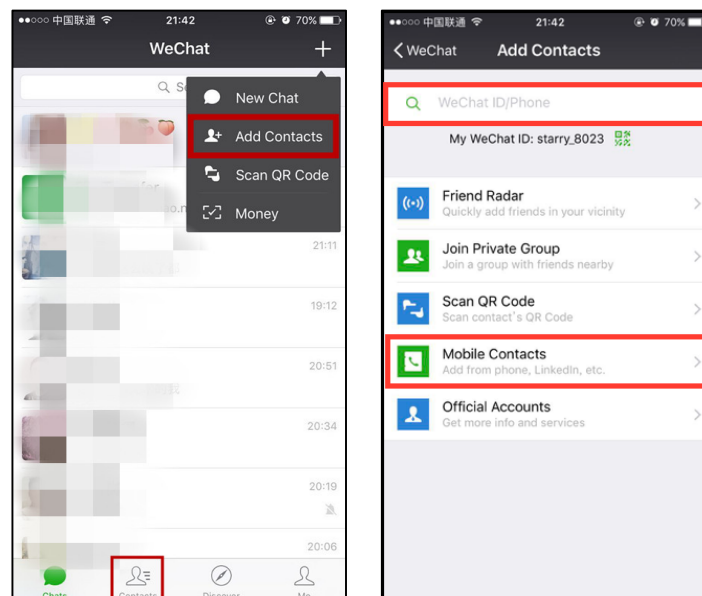 中国联通 21:42 70%
WeChat
New Chat
Add Contacts
Scan QR Code
Money
21:11
19:12
20:51
20:34
20:19
20:06
Chats Contacts Discover Me
中国联通 21:42 70%
WeChat Add Contacts
WeChat ID/Phone
My WeChat ID: starry_8023
Friend Radar
Quickly add friends in your vicinity
Join Private Group
Join a group with friends nearby
Scan QR Code
Scan contact's QR Code
Mobile Contacts
Add from phone, LinkedIn, etc.
Official Accounts
Get more info and services